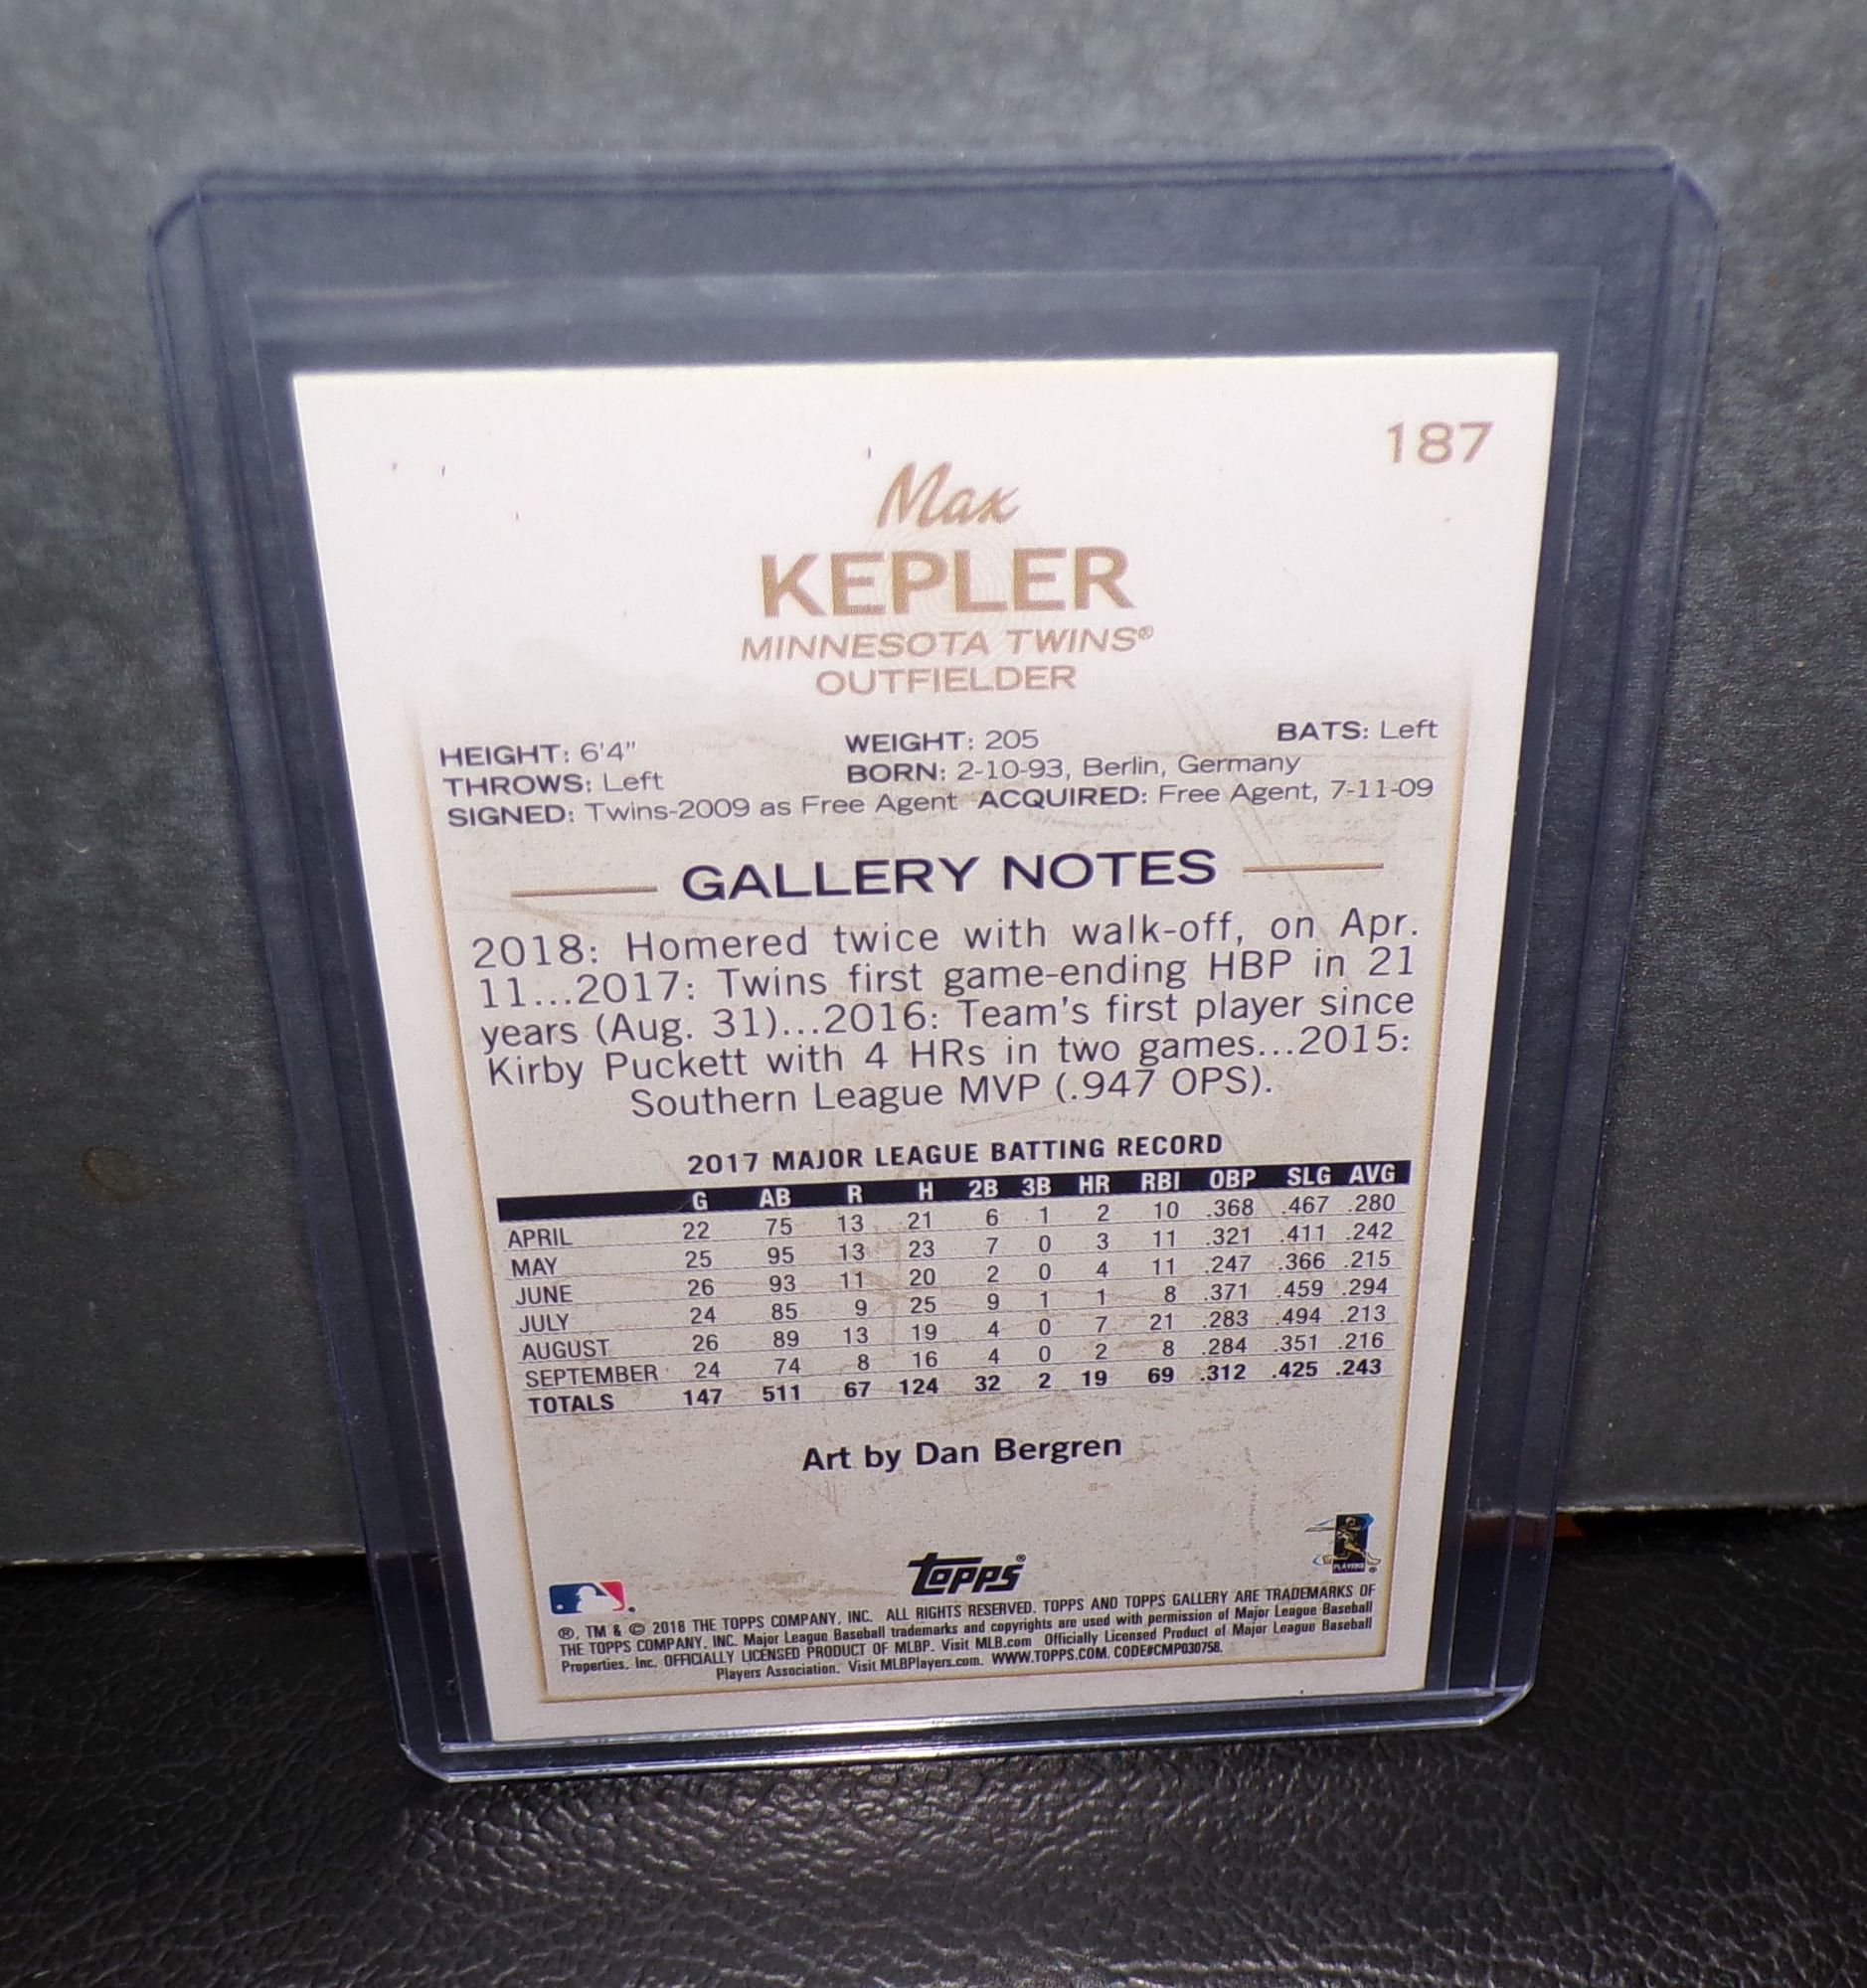 187
Max
KEPLER
MINNESOTA TWINS®
OUTFIELDER
HEIGHT: 6'4" WEIGHT: 205 BATS: Left
THROWS: Left BORN: 2-10-93, Berlin, Germany
SIGNED: Twins-2009 as Free Agent ACQUIRED: Free Agent, 7-11-09
GALLERY NOTES
2018: Homered twice with walk-off, on Apr.
11...2017: Twins first game-ending HBP in 21
years (Aug. 31)...2016: Team's first player since
Kirby Puckett with 4 HRs in two games...2015:
Southern League MVP (.947 OPS).
2017 MAJOR LEAGUE BATTING RECORD
G AB R H 2B 3B HR RBI OBP SLG AVG
APRIL 22 75 13 21 6 1 2 10 .368 .467 .280
MAY 25 95 13 23 7 0 3 11 .321 .411 .242
JUNE 26 93 11 20 2 0 4 11 .247 .366 .215
JULY 24 85 9 25 9 1 1 8 .371 .459 .294
AUGUST 26 89 13 19 4 0 7 21 .283 .494 .213
SEPTEMBER 24 74 8 16 4 0 2 8 .284 .351 .216
TOTALS 147 511 67 124 32 2 19 69 .312 .425 .243
Art by Dan Bergren
topps®
PLAYERS ®
®, TM & © 2018 THE TOPPS COMPANY, INC. ALL RIGHTS RESERVED. TOPPS AND TOPPS GALLERY ARE TRADEMARKS OF
THE TOPPS COMPANY, INC. Major League Baseball trademarks and copyrights are used with permission of Major League Baseball
Properties, Inc. OFFICIALLY LICENSED PRODUCT OF MLBP. Visit MLB.com Officially Licensed Product of Major League Baseball
Players Association. Visit MLBPlayers.com. WWW.TOPPS.COM. CODE#CMP030758.